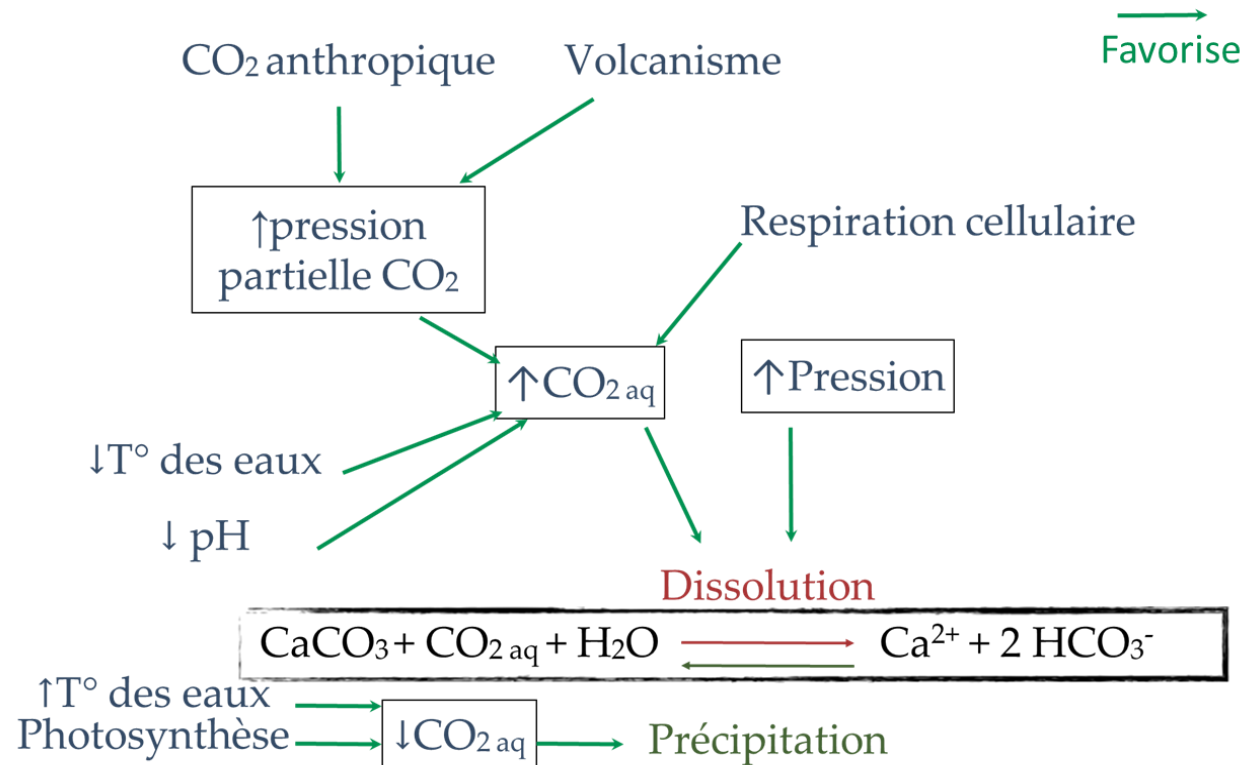 CO₂ anthropique
Volcanisme
Favorise
↑pression
partielle CO₂
Respiration cellulaire
↑CO₂ aq
↑Pression
↓T° des eaux
↓ pH
Dissolution
CaCO₃ + CO₂ aq + H₂O
Ca²⁺ + 2 HCO₃⁻
↑T° des eaux
Photosynthèse
↓CO₂ aq
Précipitation